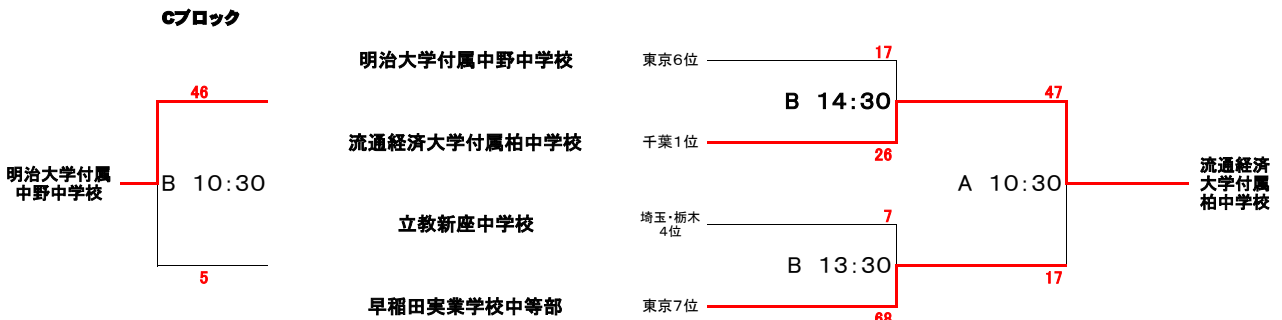 Cブロック
明治大学付属中野中学校
東京6位
17
B 14:30
46
47
流通経済大学付属柏中学校
千葉1位
26
明治大学付属
中野中学校
B 10:30
A 10:30
流通経済
大学付属
柏中学校
立教新座中学校
埼玉・栃木
4位
7
B 13:30
5
17
早稲田実業学校中等部
東京7位
68